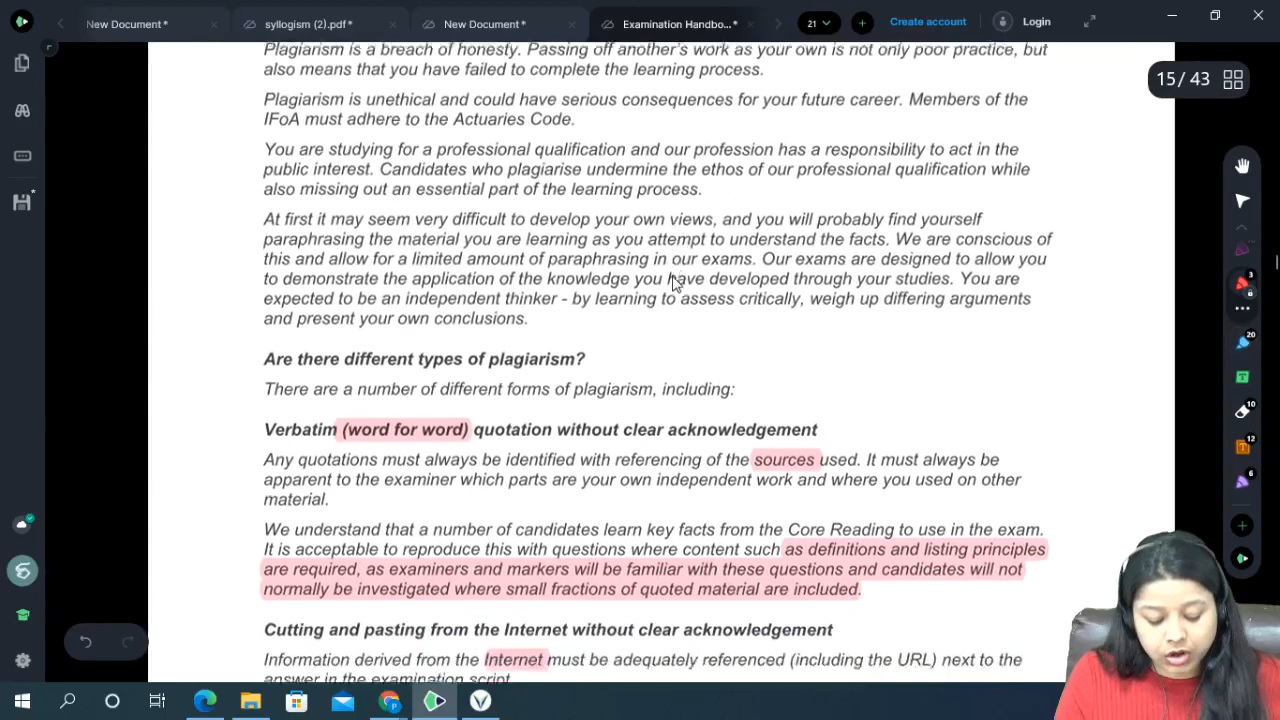 New Document*
syllogism (2).pdf*
New Document*
Examination Handbo...*
21
Create account
Login
15/ 43
Plagiarism is a breach of honesty. Passing off another's work as your own is not only poor practice, but
also means that you have failed to complete the learning process.
Plagiarism is unethical and could have serious consequences for your future career. Members of the
IFoA must adhere to the Actuaries Code.
You are studying for a professional qualification and our profession has a responsibility to act in the
public interest. Candidates who plagiarise undermine the ethos of our professional qualification while
also missing out an essential part of the learning process.
At first it may seem very difficult to develop your own views, and you will probably find yourself
paraphrasing the material you are learning as you attempt to understand the facts. We are conscious of
this and allow for a limited amount of paraphrasing in our exams. Our exams are designed to allow you
to demonstrate the application of the knowledge you have developed through your studies. You are
expected to be an independent thinker - by learning to assess critically, weigh up differing arguments
and present your own conclusions.
Are there different types of plagiarism?
There are a number of different forms of plagiarism, including:
Verbatim (word for word) quotation without clear acknowledgement
Any quotations must always be identified with referencing of the sources used. It must always be
apparent to the examiner which parts are your own independent work and where you used on other
material.
We understand that a number of candidates learn key facts from the Core Reading to use in the exam.
It is acceptable to reproduce this with questions where content such as definitions and listing principles
are required, as examiners and markers will be familiar with these questions and candidates will not
normally be investigated where small fractions of quoted material are included.
Cutting and pasting from the Internet without clear acknowledgement
Information derived from the Internet must be adequately referenced (including the URL) next to the
answer in the examination script.
3
20
10
12
6